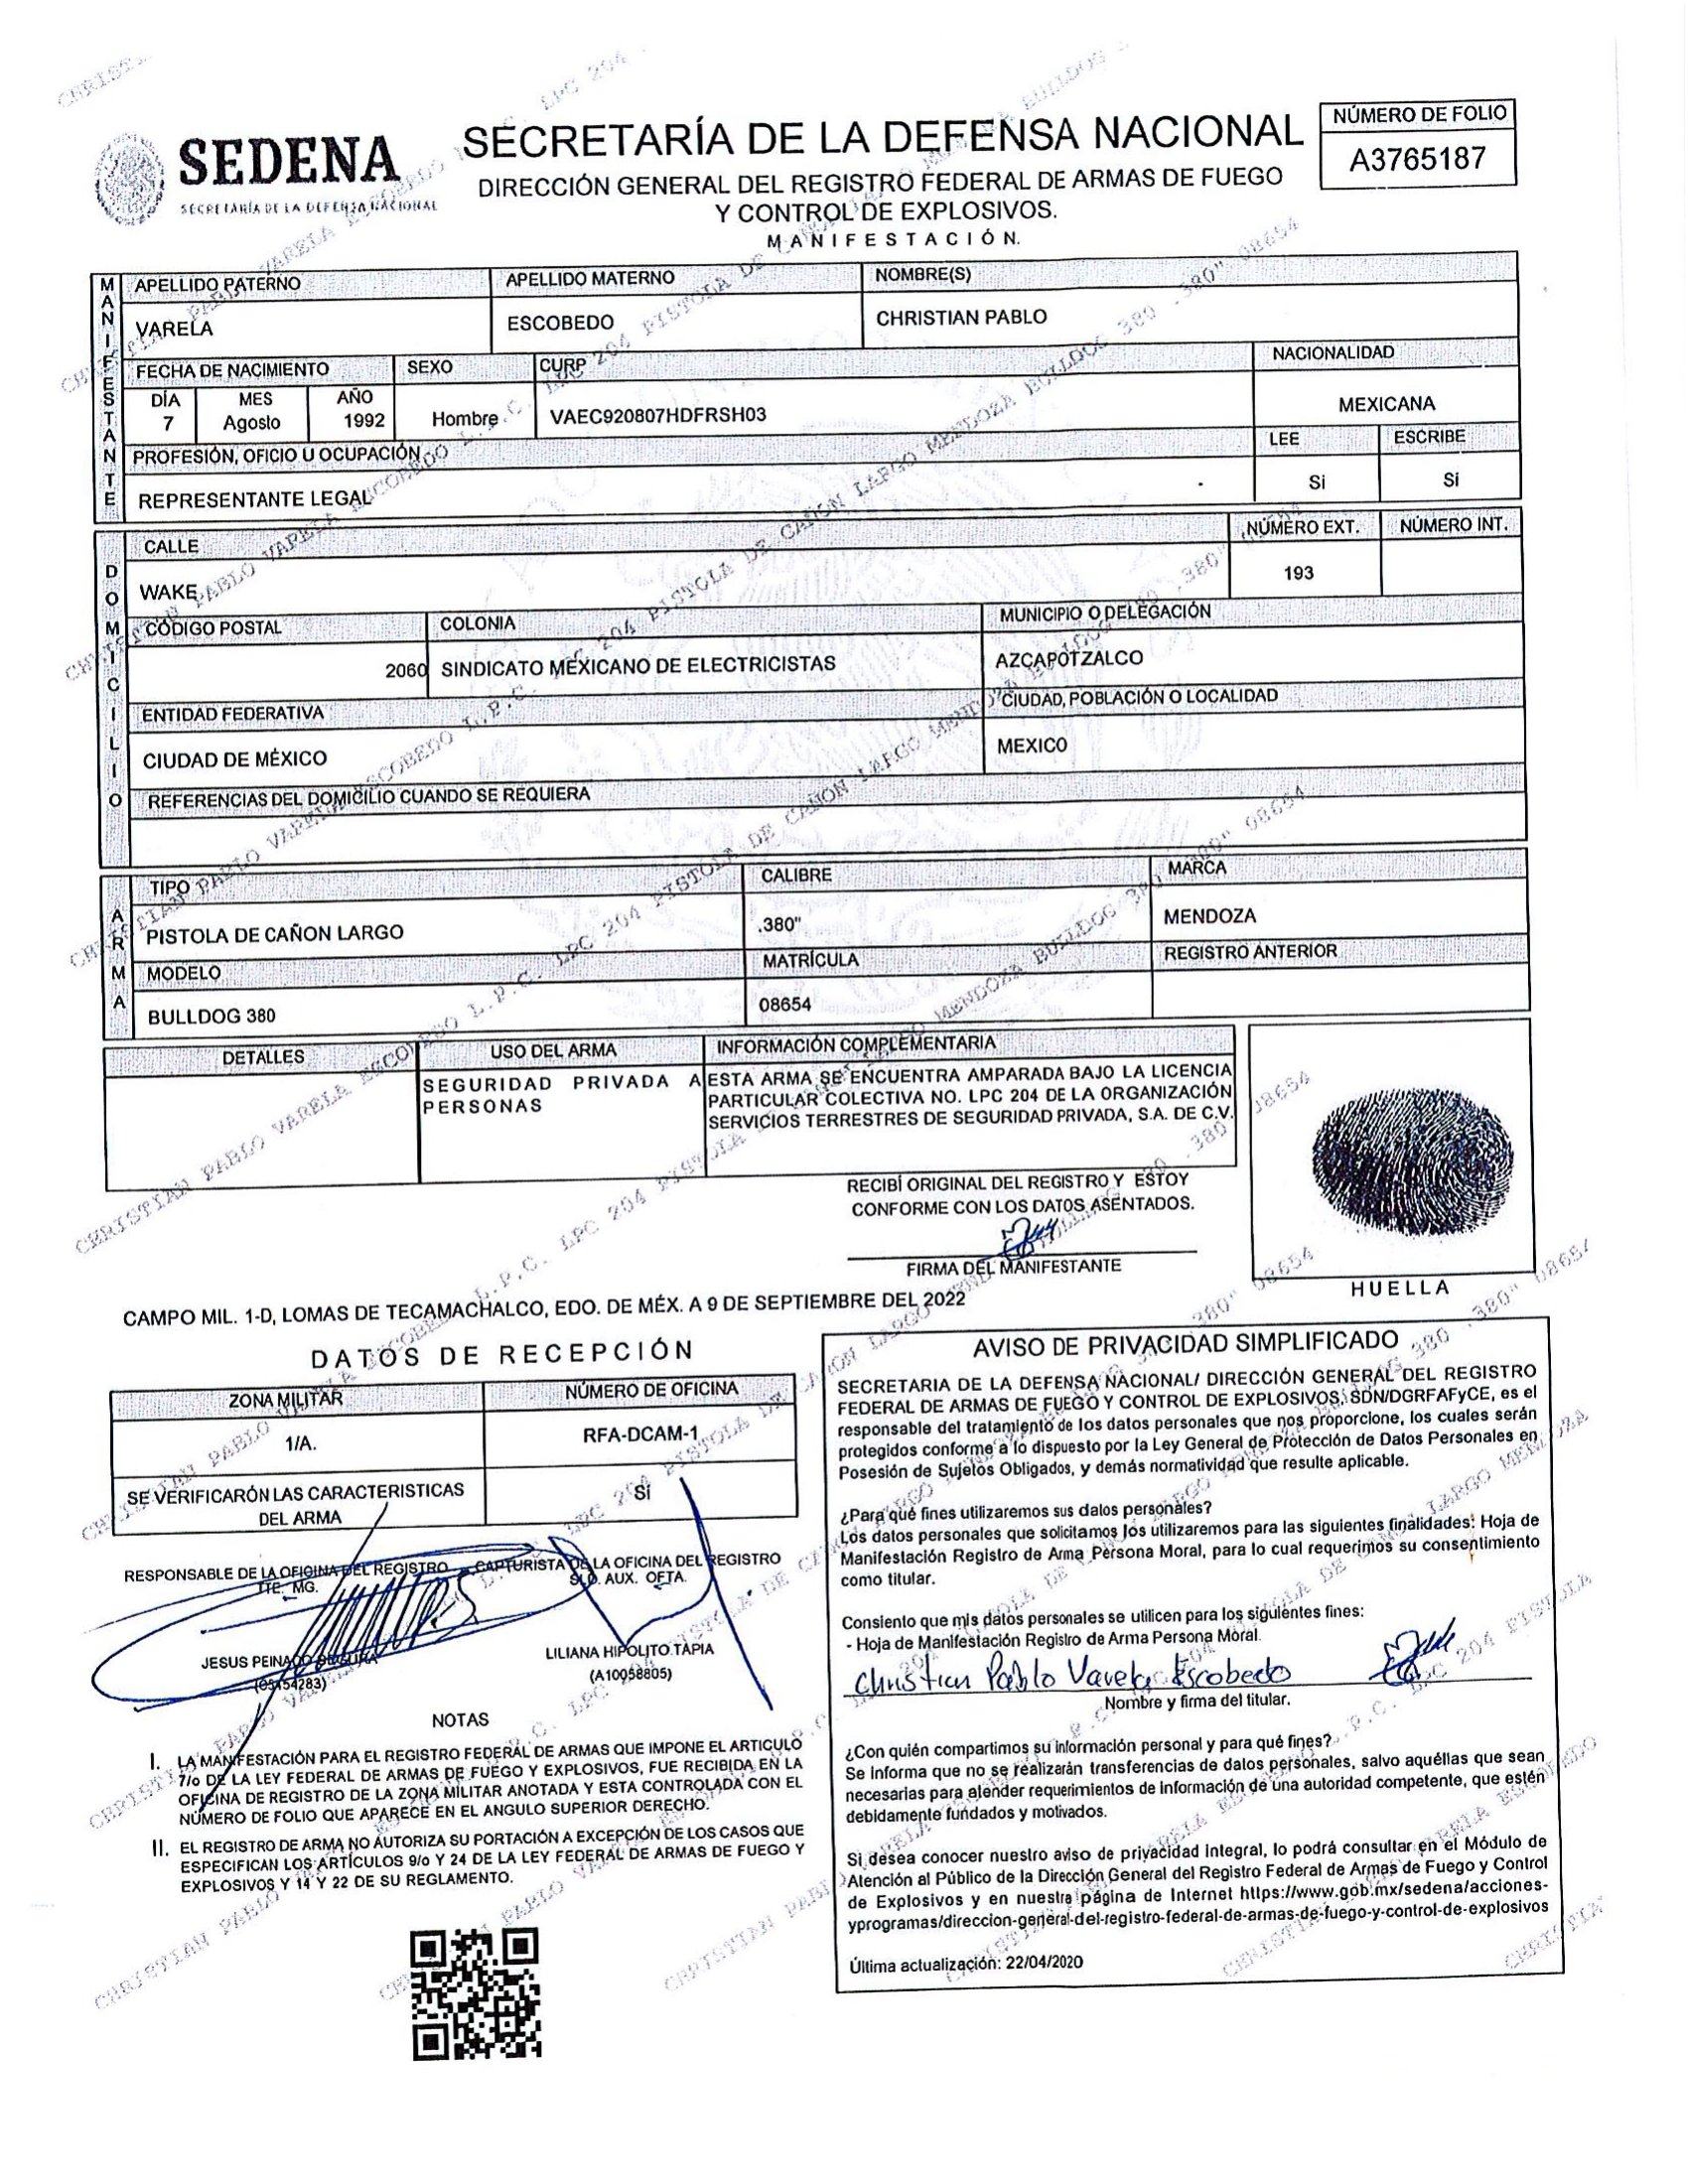 SEDENA
SECRETARÍA DE LA DEFENSA NACIONAL
SECRETARÍA DE LA DEFENSA NACIONAL
DIRECCIÓN GENERAL DEL REGISTRO FEDERAL DE ARMAS DE FUEGO
Y CONTROL DE EXPLOSIVOS.
MANIFESTACIÓN.
NÚMERO DE FOLIO
A3765187
MANIFESTANTE
APELLIDO PATERNO APELLIDO MATERNO NOMBRE(S)
VARELA ESCOBEDO CHRISTIAN PABLO
FECHA DE NACIMIENTO SEXO CURP NACIONALIDAD
DÍA MES AÑO
7 Agosto 1992 Hombre VAEC920807HDFRSH03 MEXICANA
PROFESIÓN, OFICIO U OCUPACIÓN LEE ESCRIBE
REPRESENTANTE LEGAL Si Si
DOMICILIO
CALLE NÚMERO EXT. NÚMERO INT.
WAKE 193
CÓDIGO POSTAL COLONIA MUNICIPIO O DELEGACIÓN
2060 SINDICATO MEXICANO DE ELECTRICISTAS AZCAPOTZALCO
ENTIDAD FEDERATIVA CIUDAD, POBLACIÓN O LOCALIDAD
CIUDAD DE MÉXICO MEXICO
REFERENCIAS DEL DOMICILIO CUANDO SE REQUIERA
ARMA
TIPO CALIBRE MARCA
PISTOLA DE CAÑON LARGO .380" MENDOZA
MODELO MATRÍCULA REGISTRO ANTERIOR
BULLDOG 380 08654
DETALLES USO DEL ARMA INFORMACIÓN COMPLEMENTARIA
SEGURIDAD PRIVADA A
PERSONAS
ESTA ARMA SE ENCUENTRA AMPARADA BAJO LA LICENCIA
PARTICULAR COLECTIVA NO. LPC 204 DE LA ORGANIZACIÓN
SERVICIOS TERRESTRES DE SEGURIDAD PRIVADA, S.A. DE C.V.
RECIBÍ ORIGINAL DEL REGISTRO Y ESTOY
CONFORME CON LOS DATOS ASENTADOS.
FIRMA DEL MANIFESTANTE
HUELLA
CAMPO MIL. 1-D, LOMAS DE TECAMACHALCO, EDO. DE MÉX. A 9 DE SEPTIEMBRE DEL 2022
DATOS DE RECEPCIÓN
ZONA MILITAR NÚMERO DE OFICINA
1/A. RFA-DCAM-1
SE VERIFICARÓN LAS CARACTERISTICAS
DEL ARMA
Sí
RESPONSABLE DE LA OFICINA DEL REGISTRO
TTE. MG.
JESUS PEINADO SEGURA
CAPTURISTA DE LA OFICINA DEL REGISTRO
SLD. AUX. OFTA.
LILIANA HIPOLITO TAPIA
(A10058805)
NOTAS
I. LA MANIFESTACIÓN PARA EL REGISTRO FEDERAL DE ARMAS QUE IMPONE EL ARTICULO
7/o DE LA LEY FEDERAL DE ARMAS DE FUEGO Y EXPLOSIVOS, FUE RECIBIDA EN LA
OFICINA DE REGISTRO DE LA ZONA MILITAR ANOTADA Y ESTA CONTROLADA CON EL
NÚMERO DE FOLIO QUE APARECE EN EL ANGULO SUPERIOR DERECHO.
II. EL REGISTRO DE ARMA NO AUTORIZA SU PORTACIÓN A EXCEPCIÓN DE LOS CASOS QUE
ESPECIFICAN LOS ARTÍCULOS 9/o Y 24 DE LA LEY FEDERAL DE ARMAS DE FUEGO Y
EXPLOSIVOS Y 14 Y 22 DE SU REGLAMENTO.
AVISO DE PRIVACIDAD SIMPLIFICADO
SECRETARIA DE LA DEFENSA NACIONAL/ DIRECCIÓN GENERAL DEL REGISTRO
FEDERAL DE ARMAS DE FUEGO Y CONTROL DE EXPLOSIVOS, SDN/DGRFAFyCE, es el
responsable del tratamiento de los datos personales que nos proporcione, los cuales serán
protegidos conforme a lo dispuesto por la Ley General de Protección de Datos Personales en
Posesión de Sujetos Obligados, y demás normatividad que resulte aplicable.
¿Para qué fines utilizaremos sus datos personales?
Los datos personales que solicitamos los utilizaremos para las siguientes finalidades: Hoja de
Manifestación Registro de Arma Persona Moral, para lo cual requerimos su consentimiento
como titular.
Consiento que mis datos personales se utilicen para los siguientes fines:
- Hoja de Manifestación Registro de Arma Persona Moral.
Christian Pablo Varela Escobedo
Nombre y firma del titular.
¿Con quién compartimos su información personal y para qué fines?
Se informa que no se realizarán transferencias de datos personales, salvo aquéllas que sean
necesarias para atender requerimientos de información de una autoridad competente, que estén
debidamente fundados y motivados.
Si desea conocer nuestro aviso de privacidad integral, lo podrá consultar en el Módulo de
Atención al Público de la Dirección General del Registro Federal de Armas de Fuego y Control
de Explosivos y en nuestra página de Internet https://www.gob.mx/sedena/acciones-
yprogramas/direccion-general-del-registro-federal-de-armas-de-fuego-y-control-de-explosivos
Última actualización: 22/04/2020